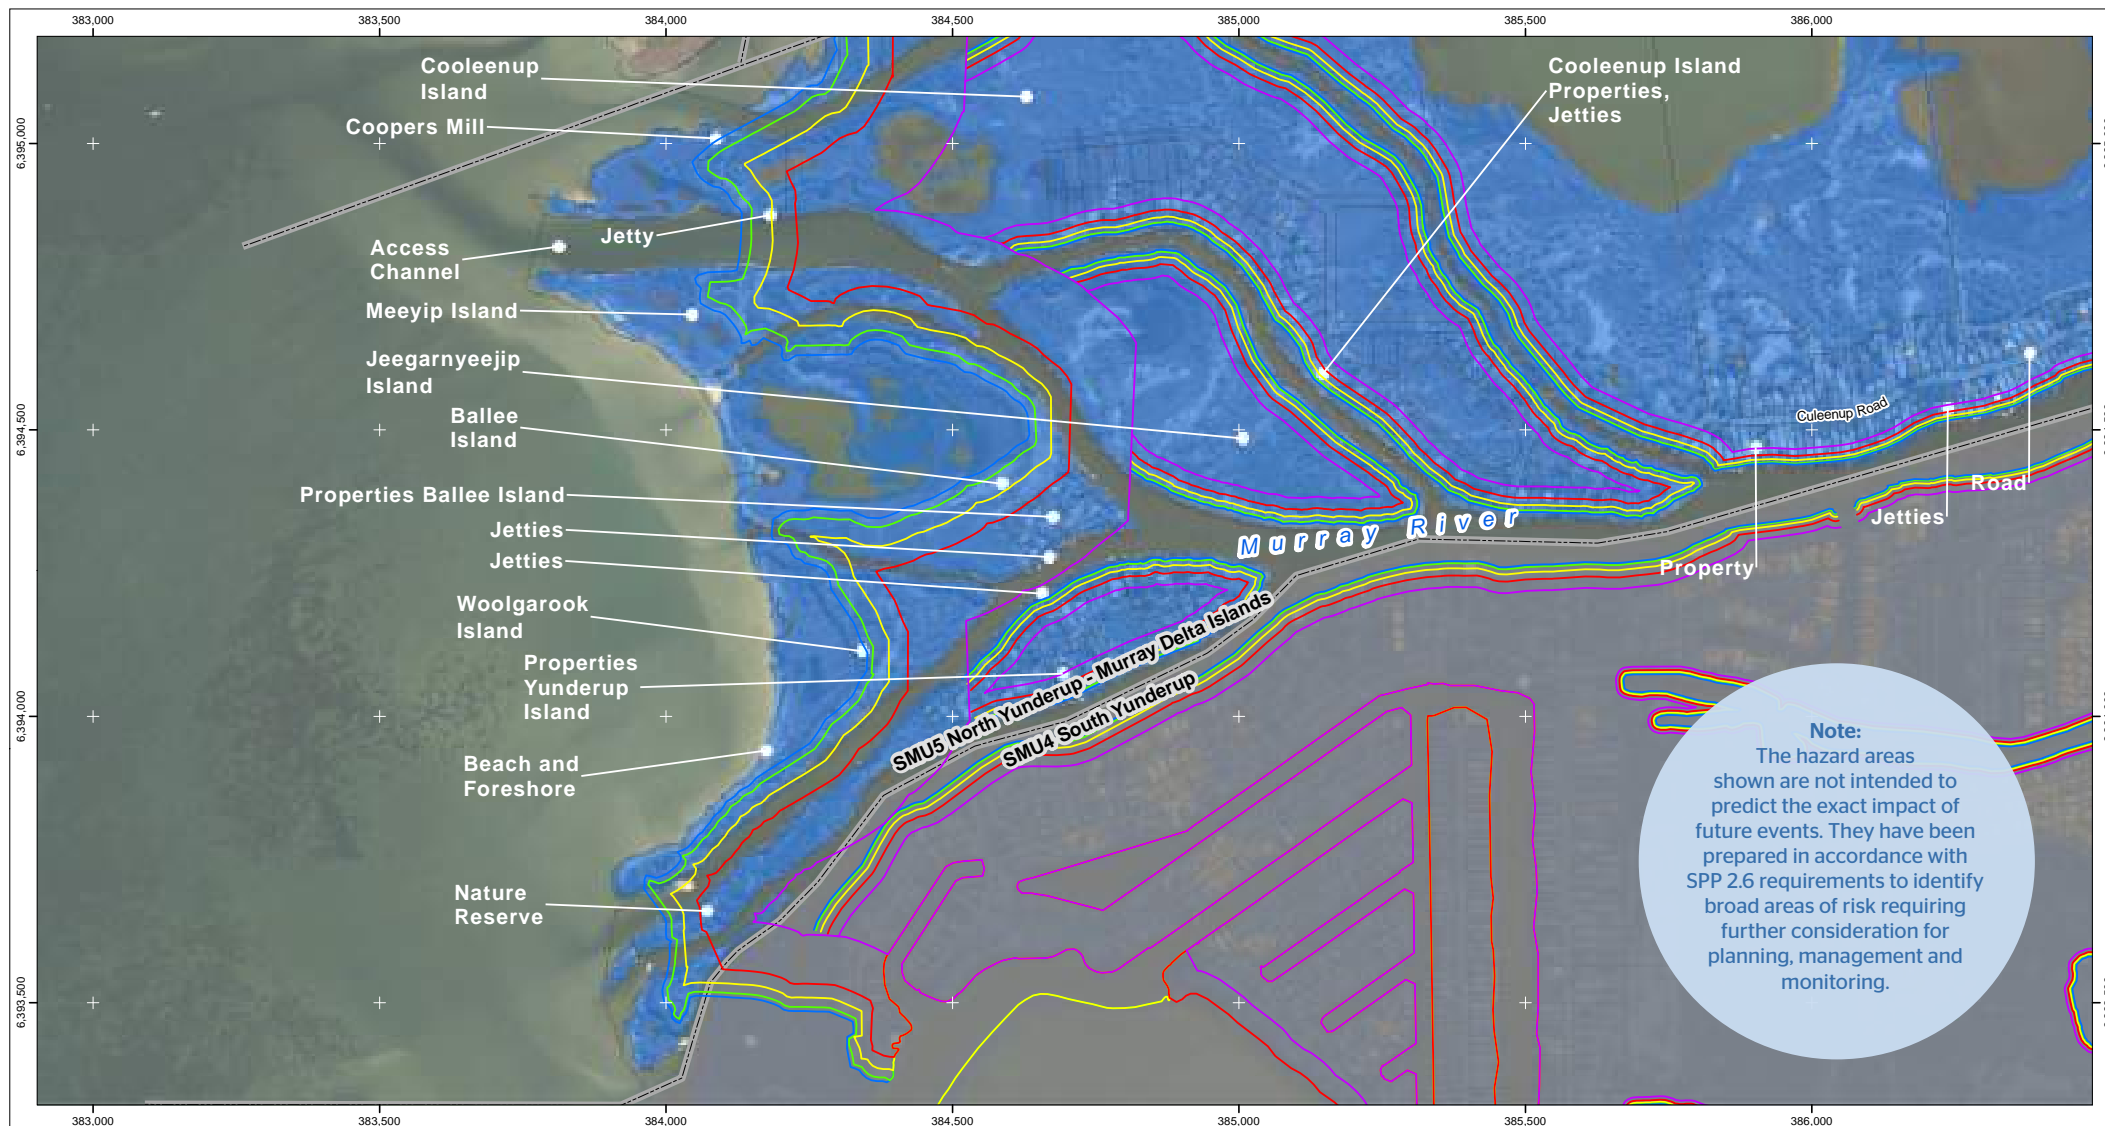 383,000
383,500
384,000
384,500
385,000
385,500
386,000
6,395,000
6,394,500
6,394,000
6,393,500
Cooleenup
Island
Coopers Mill
Jetty
Access
Channel
Meeyip Island
Jeegarnyeejip
Island
Ballee
Island
Properties Ballee Island
Jetties
Jetties
Woolgarook
Island
Properties
Yunderup
Island
Beach and
Foreshore
Nature
Reserve
Cooleenup Island
Properties,
Jetties
Culeenup Road
Road
Jetties
Property
Murray River
SMU5 North Yunderup - Murray Delta Islands
SMU4 South Yunderup
Note:
The hazard areas
shown are not intended to
predict the exact impact of
future events. They have been
prepared in accordance with
SPP 2.6 requirements to identify
broad areas of risk requiring
further consideration for
planning, management and
monitoring.
383,000
383,500
384,000
384,500
385,000
385,500
386,000